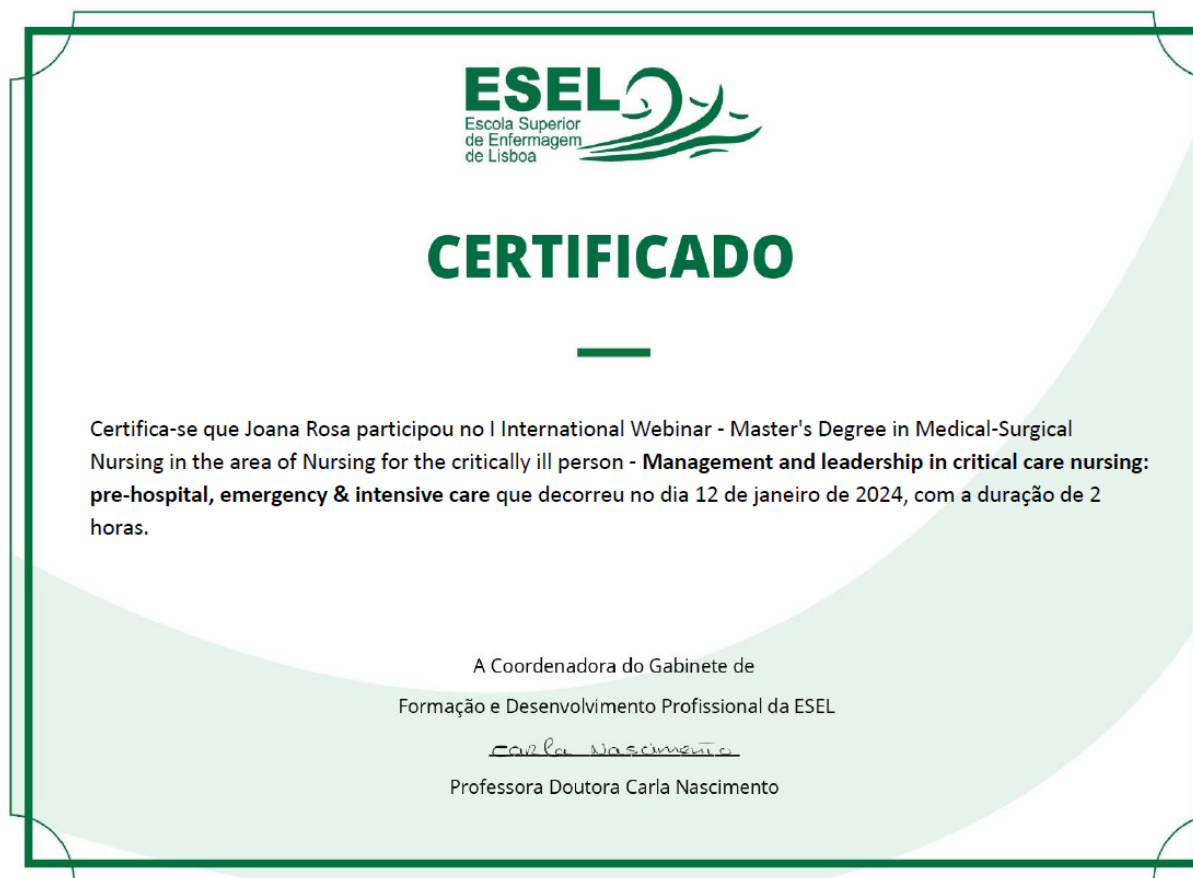 ESEL
Escola Superior
de Enfermagem
de Lisboa
CERTIFICADO
Certifica-se que Joana Rosa participou no I International Webinar - Master's Degree in Medical-Surgical
Nursing in the area of Nursing for the critically ill person - Management and leadership in critical care nursing:
pre-hospital, emergency & intensive care que decorreu no dia 12 de janeiro de 2024, com a duração de 2
horas.
A Coordenadora do Gabinete de
Formação e Desenvolvimento Profissional da ESEL
Carla Nascimento
Professora Doutora Carla Nascimento